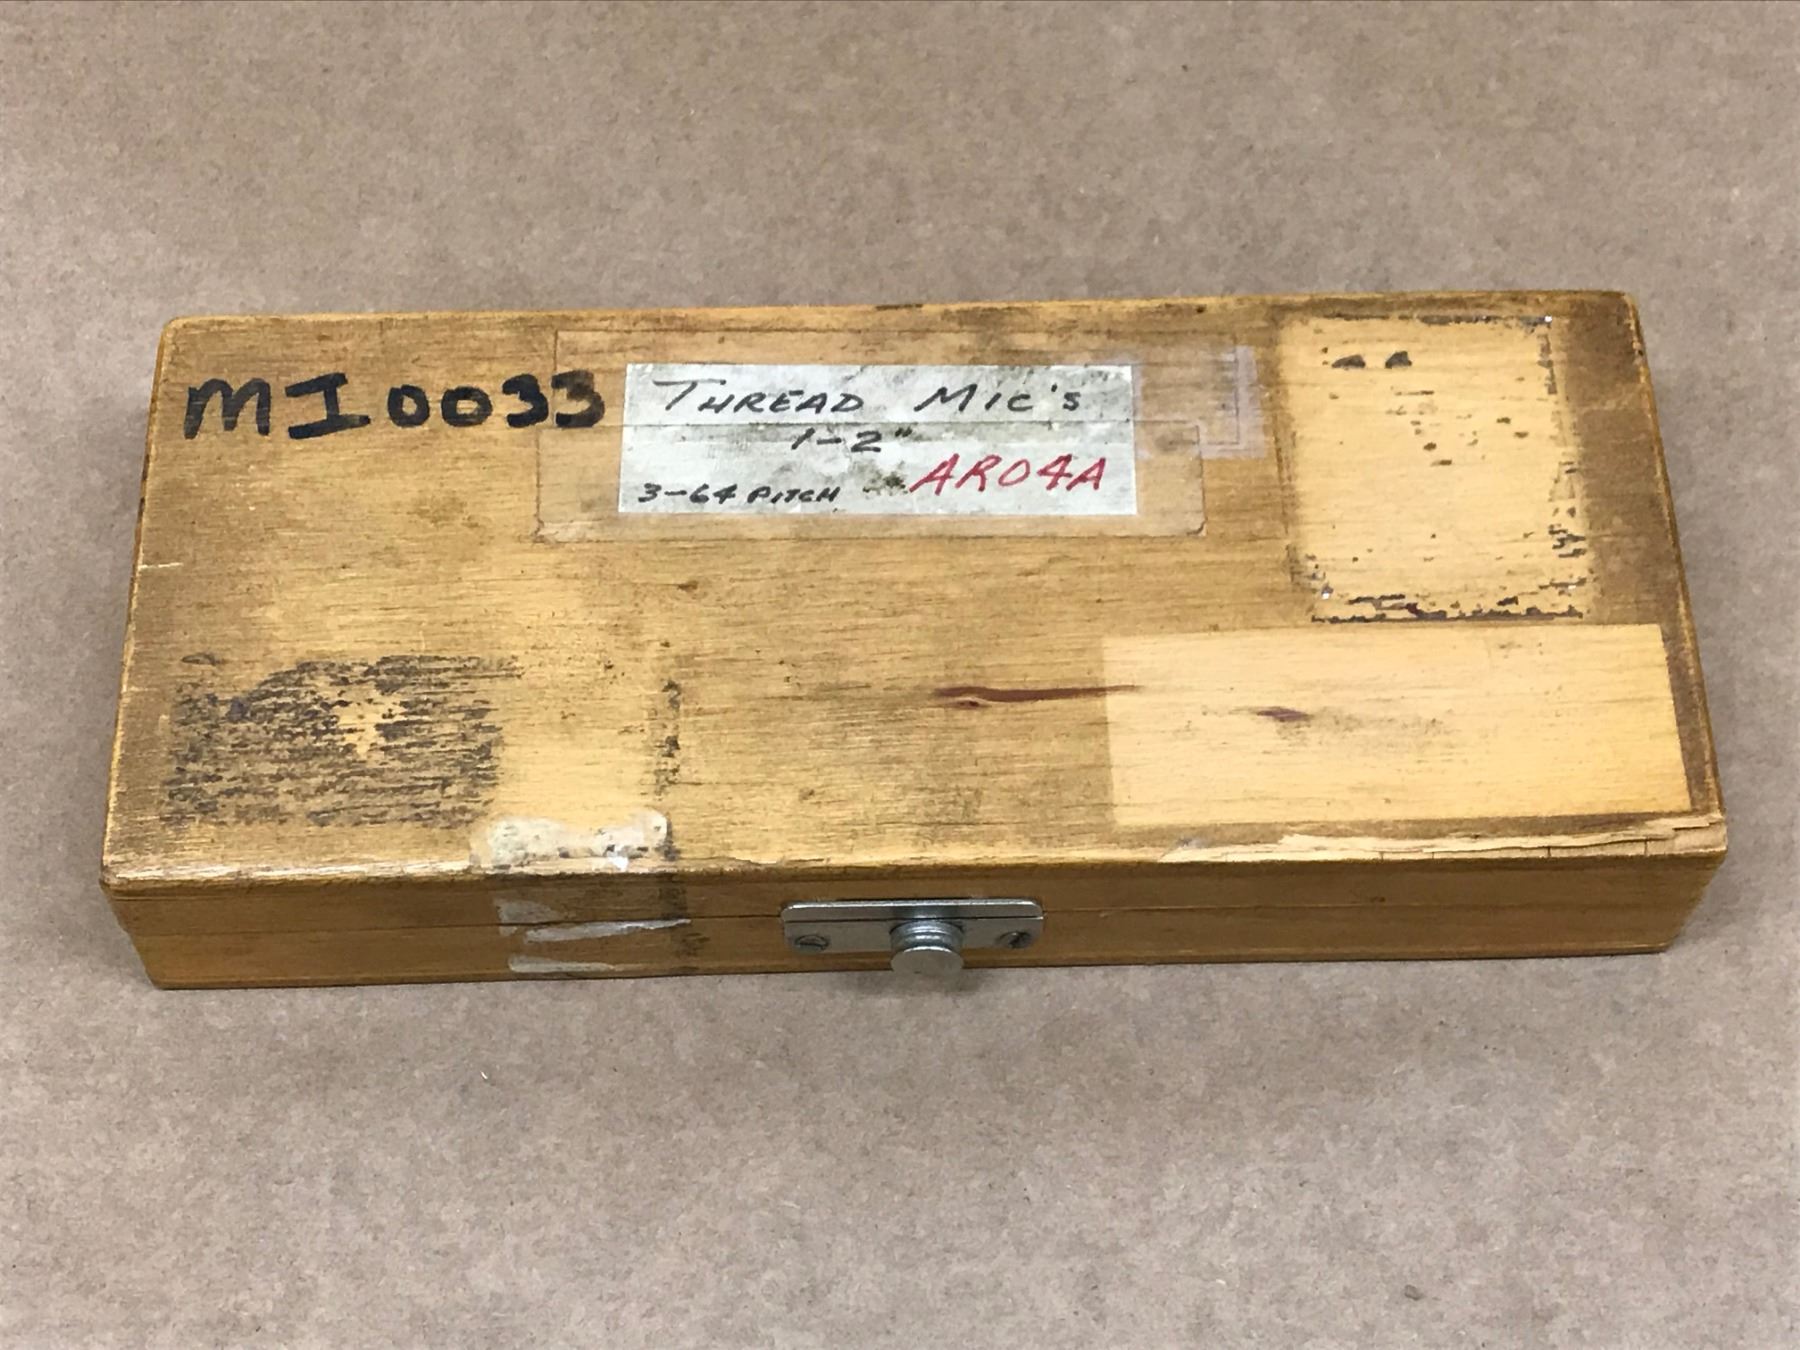 MI0033
THREAD MIC'S
1-2"
AR04A
3-64 PITCH